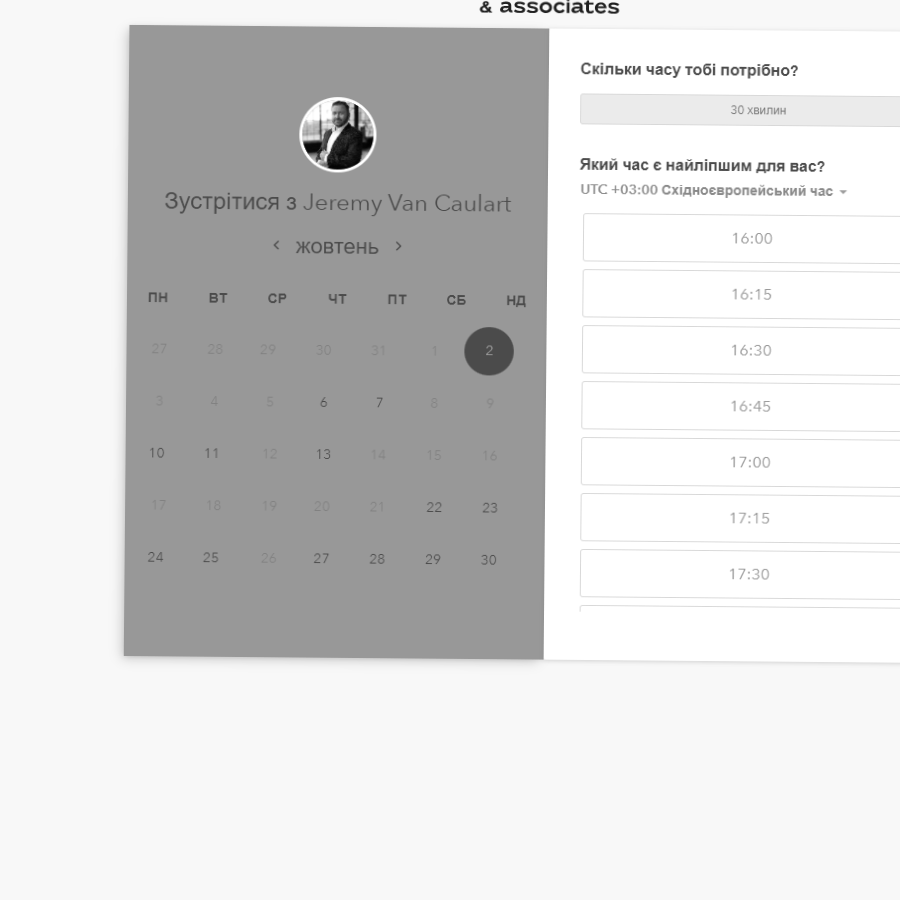 & associates
Зустрітися з Jeremy Van Caulart
‹ жовтень ›
ПН ВТ СР ЧТ ПТ СБ НД
27 28 29 30 31 1 2
3 4 5 6 7 8 9
10 11 12 13 14 15 16
17 18 19 20 21 22 23
24 25 26 27 28 29 30
Скільки часу тобі потрібно?
30 хвилин
Який час є найліпшим для вас?
UTC +03:00 Східноєвропейський час
16:00
16:15
16:30
16:45
17:00
17:15
17:30